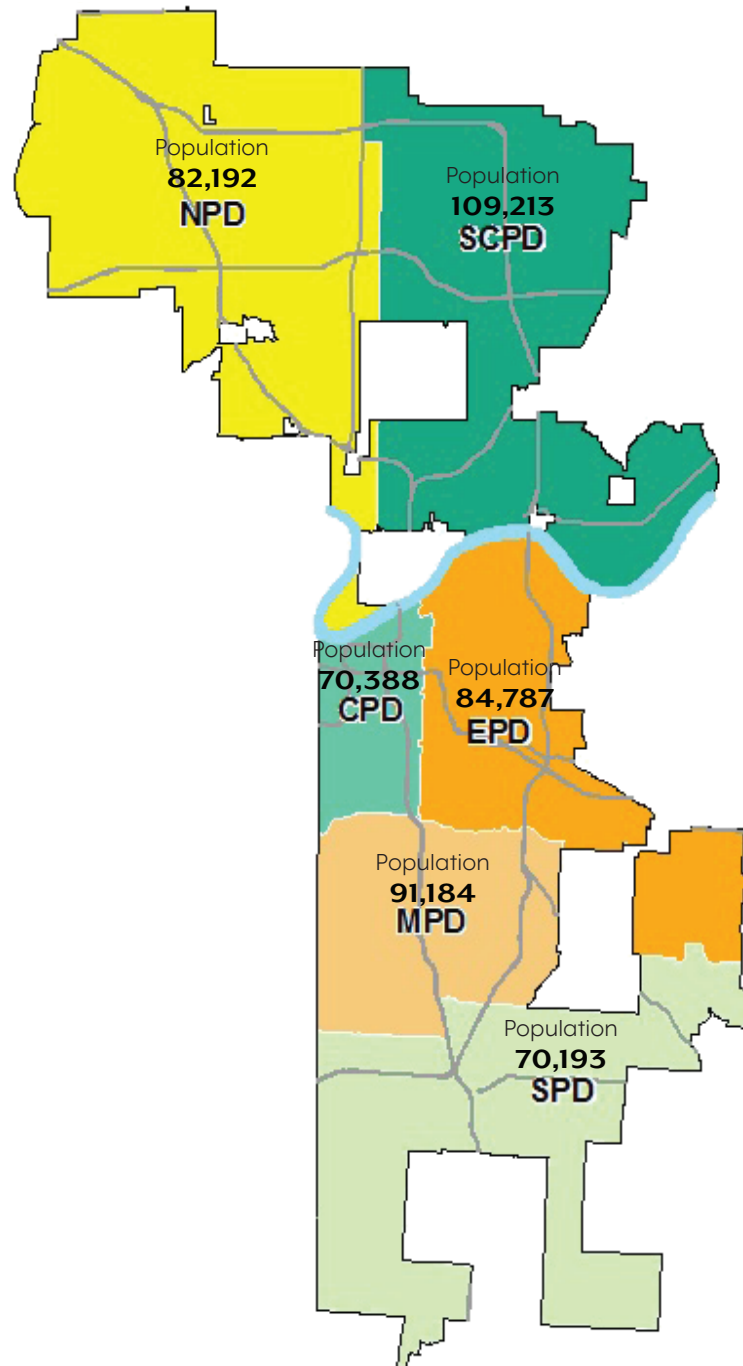 Population
82,192
NPD
Population
109,213
SCPD
Population
70,388
CPD
Population
84,787
EPD
Population
91,184
MPD
Population
70,193
SPD